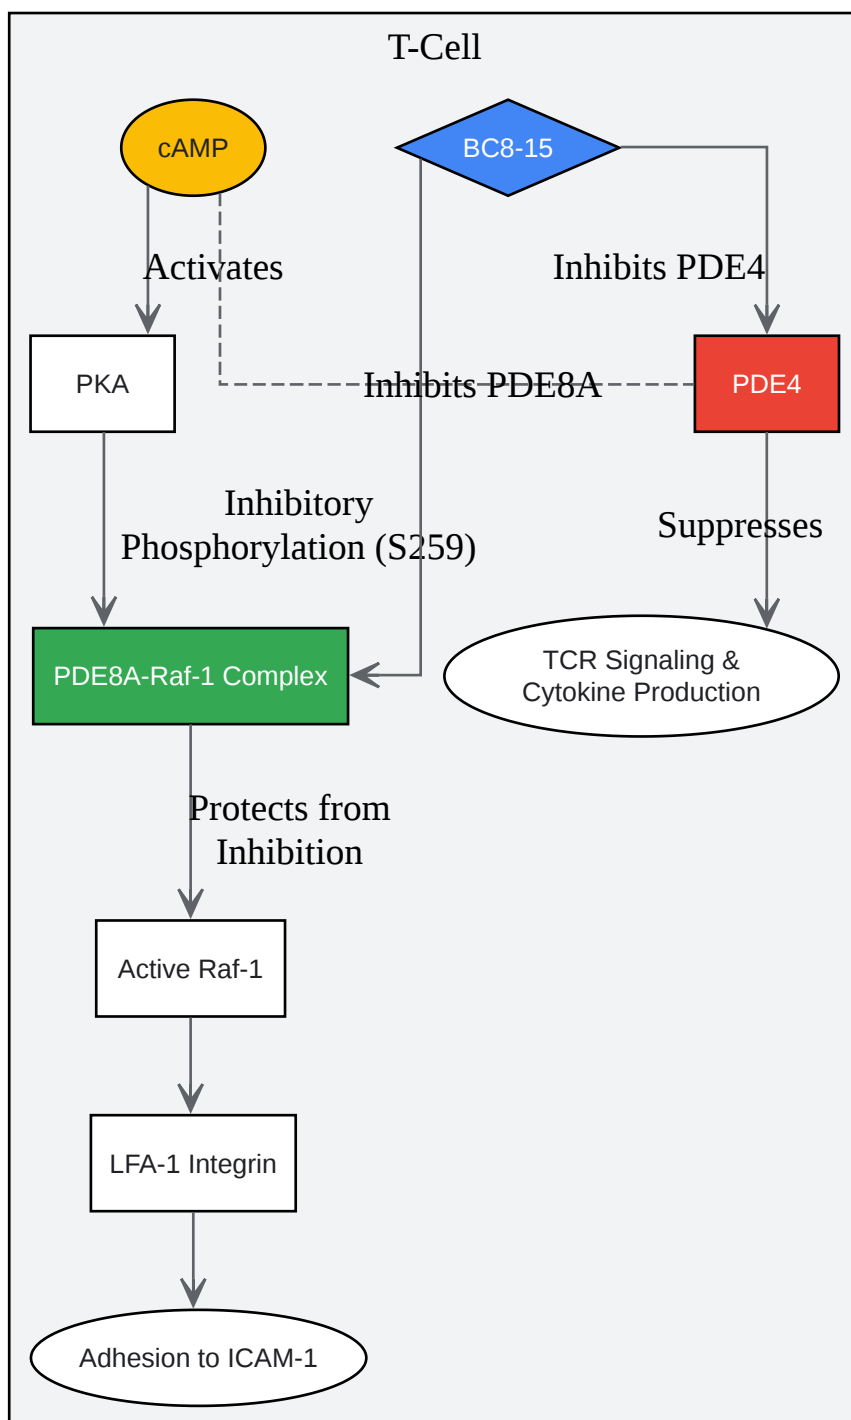 T-Cell
cAMP
BC8-15
Activates
Inhibits PDE4
PKA
Inhibits PDE8A
PDE4
Inhibitory
Phosphorylation (S259)
Suppresses
PDE8A-Raf-1 Complex
TCR Signaling &
Cytokine Production
Protects from
Inhibition
Active Raf-1
LFA-1 Integrin
Adhesion to ICAM-1